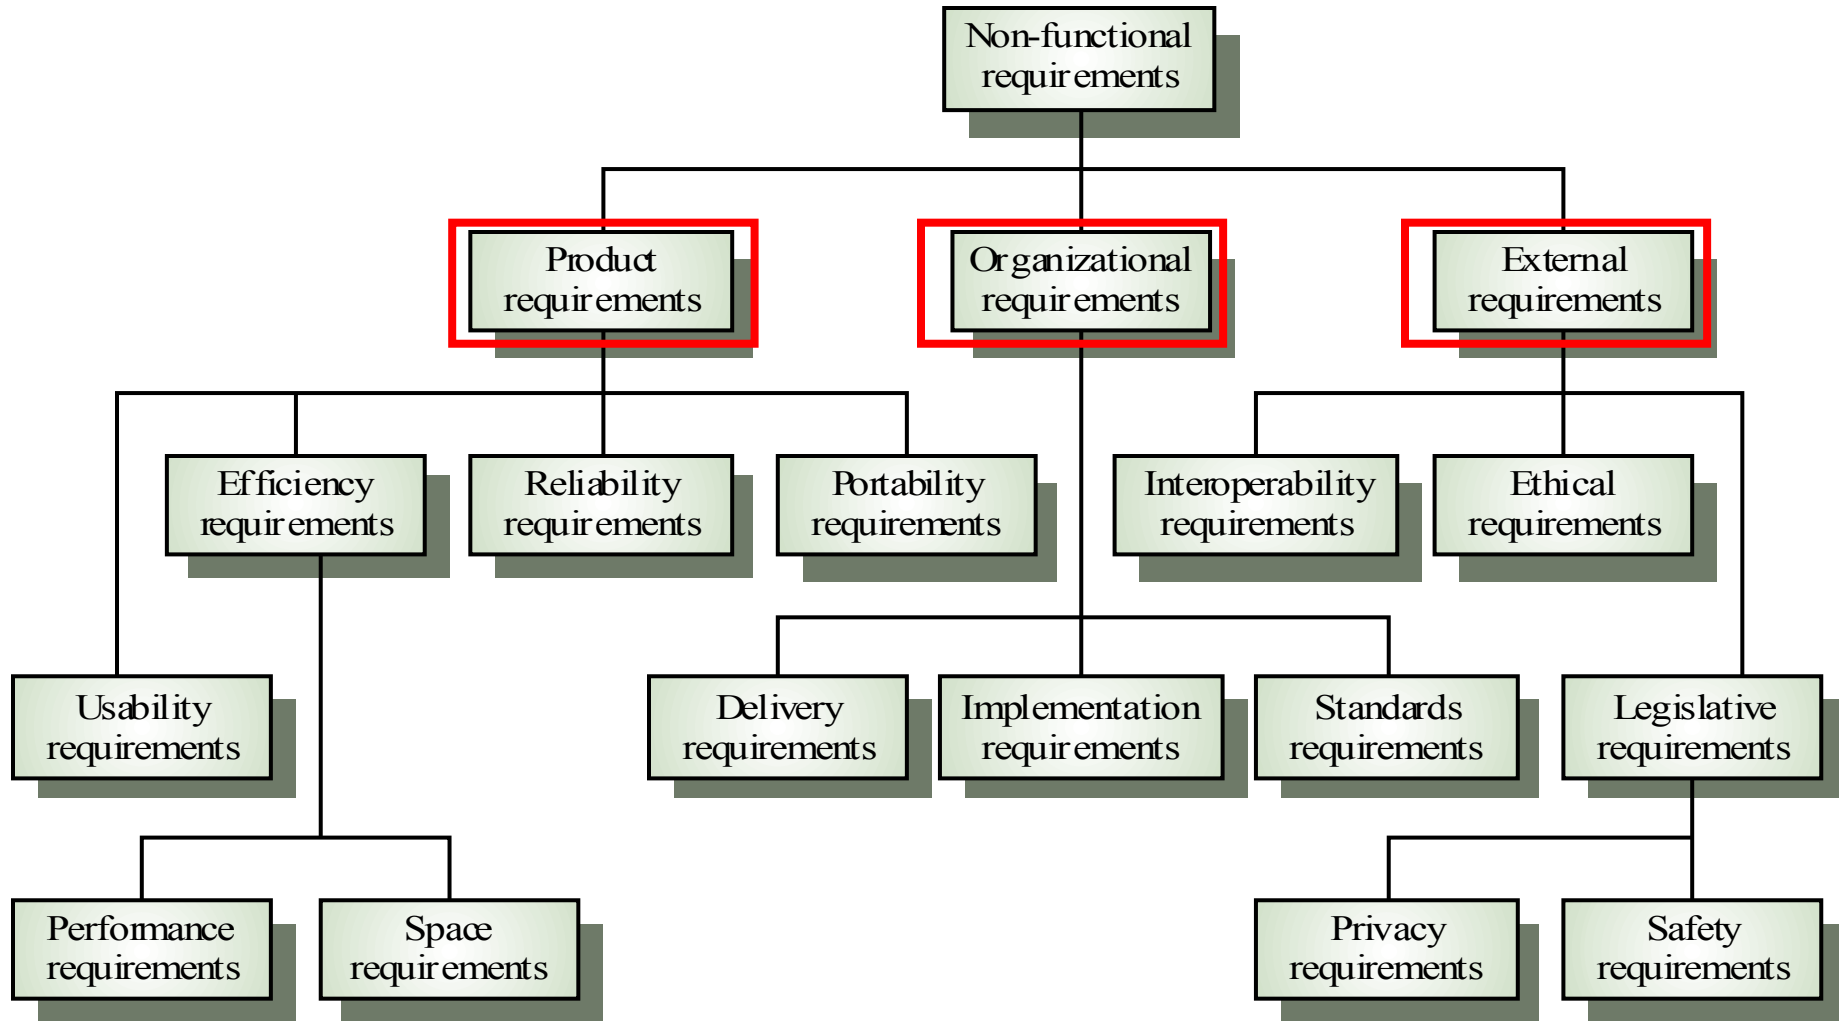 Non-functional
requirements
Product
requirements
Organizational
requirements
External
requirements
Efficiency
requirements
Reliability
requirements
Portability
requirements
Interoperability
requirements
Ethical
requirements
Usability
requirements
Delivery
requirements
Implementation
requirements
Standards
requirements
Legislative
requirements
Performance
requirements
Space
requirements
Privacy
requirements
Safety
requirements